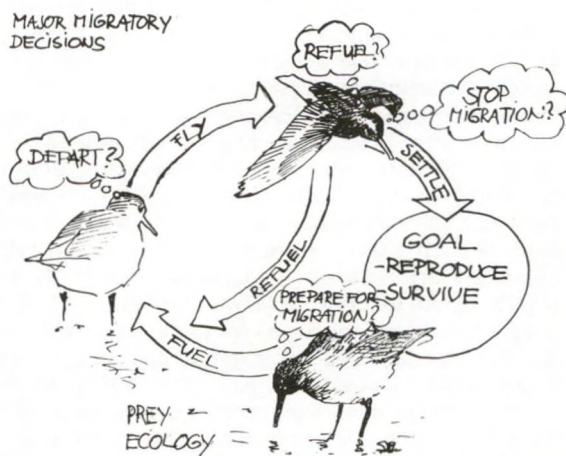 MAJOR MIGRATORY
DECISIONS
REFUEL?
STOP
MIGRATION?
FLY
DEPART?
SETTLE
GOAL
-REPRODUCE
-SURVIVE
REFUEL
PREPARE FOR
MIGRATION?
FUEL
PREY
ECOLOGY